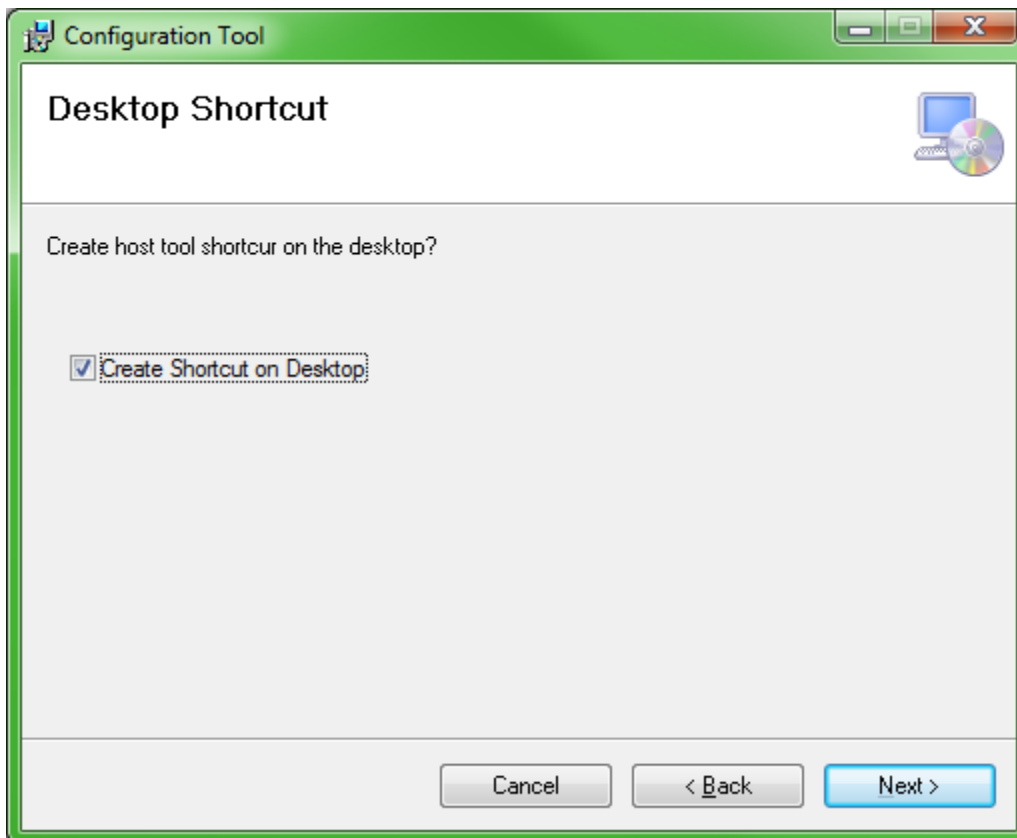 Configuration Tool
Desktop Shortcut
Create host tool shortcur on the desktop?
Create Shortcut on Desktop
Cancel
< Back
Next >